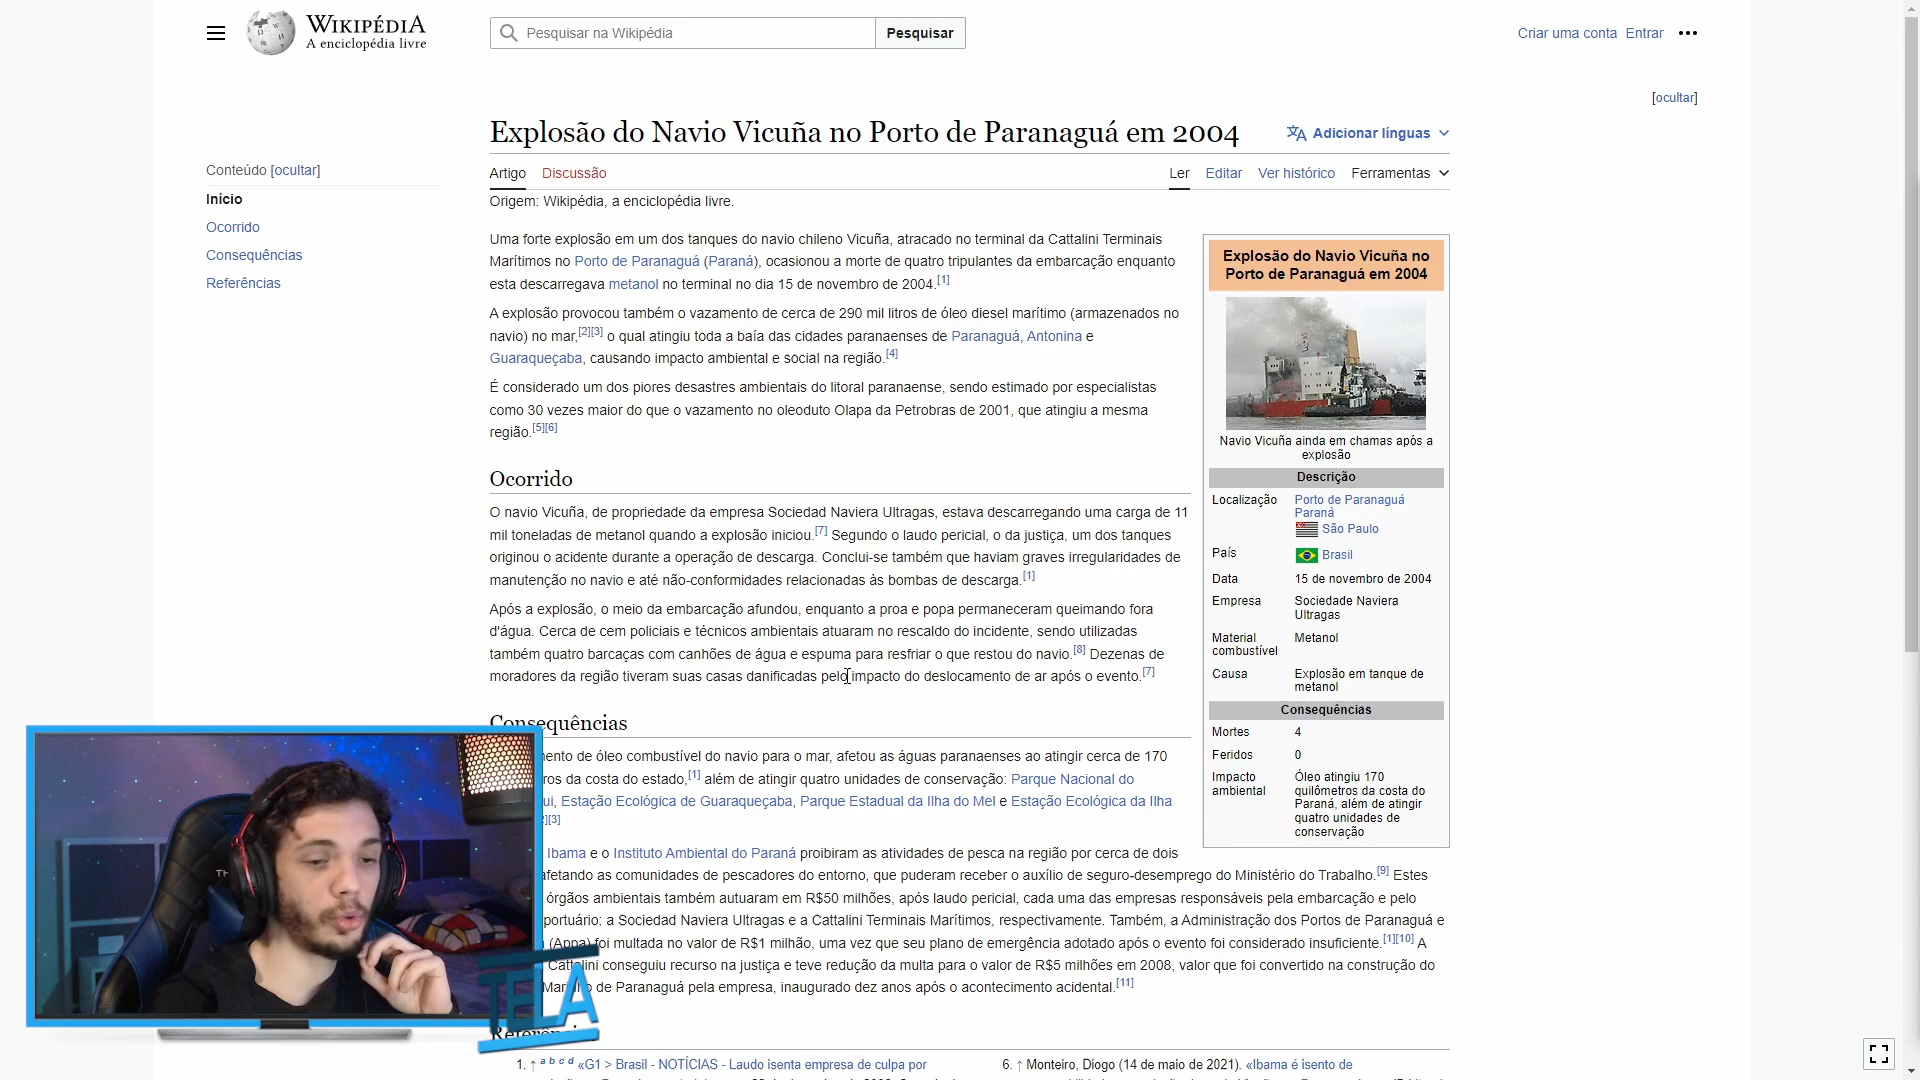 WIKIPÉDIA
A enciclopédia livre
Pesquisar na Wikipédia
Pesquisar
Criar uma conta Entrar
[ocultar]
Explosão do Navio Vicuña no Porto de Paranaguá em 2004
Adicionar línguas
Conteúdo [ocultar]
Início
Ocorrido
Consequências
Referências
Artigo Discussão
Ler Editar Ver histórico Ferramentas
Origem: Wikipédia, a enciclopédia livre.
Uma forte explosão em um dos tanques do navio chileno Vicuña, atracado no terminal da Cattalini Terminais
Marítimos no Porto de Paranaguá (Paraná), ocasionou a morte de quatro tripulantes da embarcação enquanto
esta descarregava metanol no terminal no dia 15 de novembro de 2004.[1]
A explosão provocou também o vazamento de cerca de 290 mil litros de óleo diesel marítimo (armazenados no
navio) no mar,[2][3] o qual atingiu toda a baía das cidades paranaenses de Paranaguá, Antonina e
Guaraqueçaba, causando impacto ambiental e social na região.[4]
É considerado um dos piores desastres ambientais do litoral paranaense, sendo estimado por especialistas
como 30 vezes maior do que o vazamento no oleoduto Olapa da Petrobras de 2001, que atingiu a mesma
região.[5][6]
Ocorrido
O navio Vicuña, de propriedade da empresa Sociedad Naviera Ultragas, estava descarregando uma carga de 11
mil toneladas de metanol quando a explosão iniciou.[7] Segundo o laudo pericial, o da justiça, um dos tanques
originou o acidente durante a operação de descarga. Conclui-se também que haviam graves irregularidades de
manutenção no navio e até não-conformidades relacionadas às bombas de descarga.[1]
Após a explosão, o meio da embarcação afundou, enquanto a proa e popa permaneceram queimando fora
d'água. Cerca de cem policiais e técnicos ambientais atuaram no rescaldo do incidente, sendo utilizadas
também quatro barcaças com canhões de água e espuma para resfriar o que restou do navio.[8] Dezenas de
moradores da região tiveram suas casas danificadas pelo impacto do deslocamento de ar após o evento.[7]
Consequências
mento de óleo combustível do navio para o mar, afetou as águas paranaenses ao atingir cerca de 170
ros da costa do estado,[1] além de atingir quatro unidades de conservação: Parque Nacional do
ui, Estação Ecológica de Guaraqueçaba, Parque Estadual da Ilha do Mel e Estação Ecológica da Ilha
[3]
Ibama e o Instituto Ambiental do Paraná proibiram as atividades de pesca na região por cerca de dois
afetando as comunidades de pescadores do entorno, que puderam receber o auxílio de seguro-desemprego do Ministério do Trabalho.[9] Estes
órgãos ambientais também autuaram em R$50 milhões, após laudo pericial, cada uma das empresas responsáveis pela embarcação e pelo
portuário: a Sociedad Naviera Ultragas e a Cattalini Terminais Marítimos, respectivamente. Também, a Administração dos Portos de Paranaguá e
(Appa) foi multada no valor de R$1 milhão, uma vez que seu plano de emergência adotado após o evento foi considerado insuficiente.[1][10] A
Cattalini conseguiu recurso na justiça e teve redução da multa para o valor de R$5 milhões em 2008, valor que foi convertido na construção do
de Paranaguá pela empresa, inaugurado dez anos após o acontecimento acidental.[11]
1. ↑ a b c d «G1 > Brasil - NOTÍCIAS - Laudo isenta empresa de culpa por
6. ↑ Monteiro, Diogo (14 de maio de 2021). «Ibama é isento de
Explosão do Navio Vicuña no
Porto de Paranaguá em 2004
Navio Vicuña ainda em chamas após a
explosão
Descrição
Localização Porto de Paranaguá
Paraná
São Paulo
País Brasil
Data 15 de novembro de 2004
Empresa Sociedade Naviera
Ultragas
Material Metanol
combustível
Causa Explosão em tanque de
metanol
Consequências
Mortes 4
Feridos 0
Impacto Óleo atingiu 170
ambiental quilômetros da costa do
Paraná, além de atingir
quatro unidades de
conservação
TELA